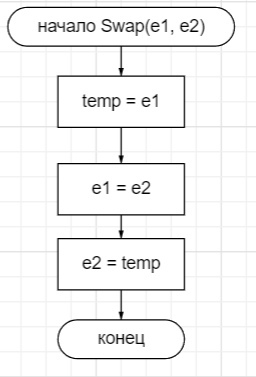 начало Swap(e1, e2)
temp = e1
e1 = e2
e2 = temp
конец